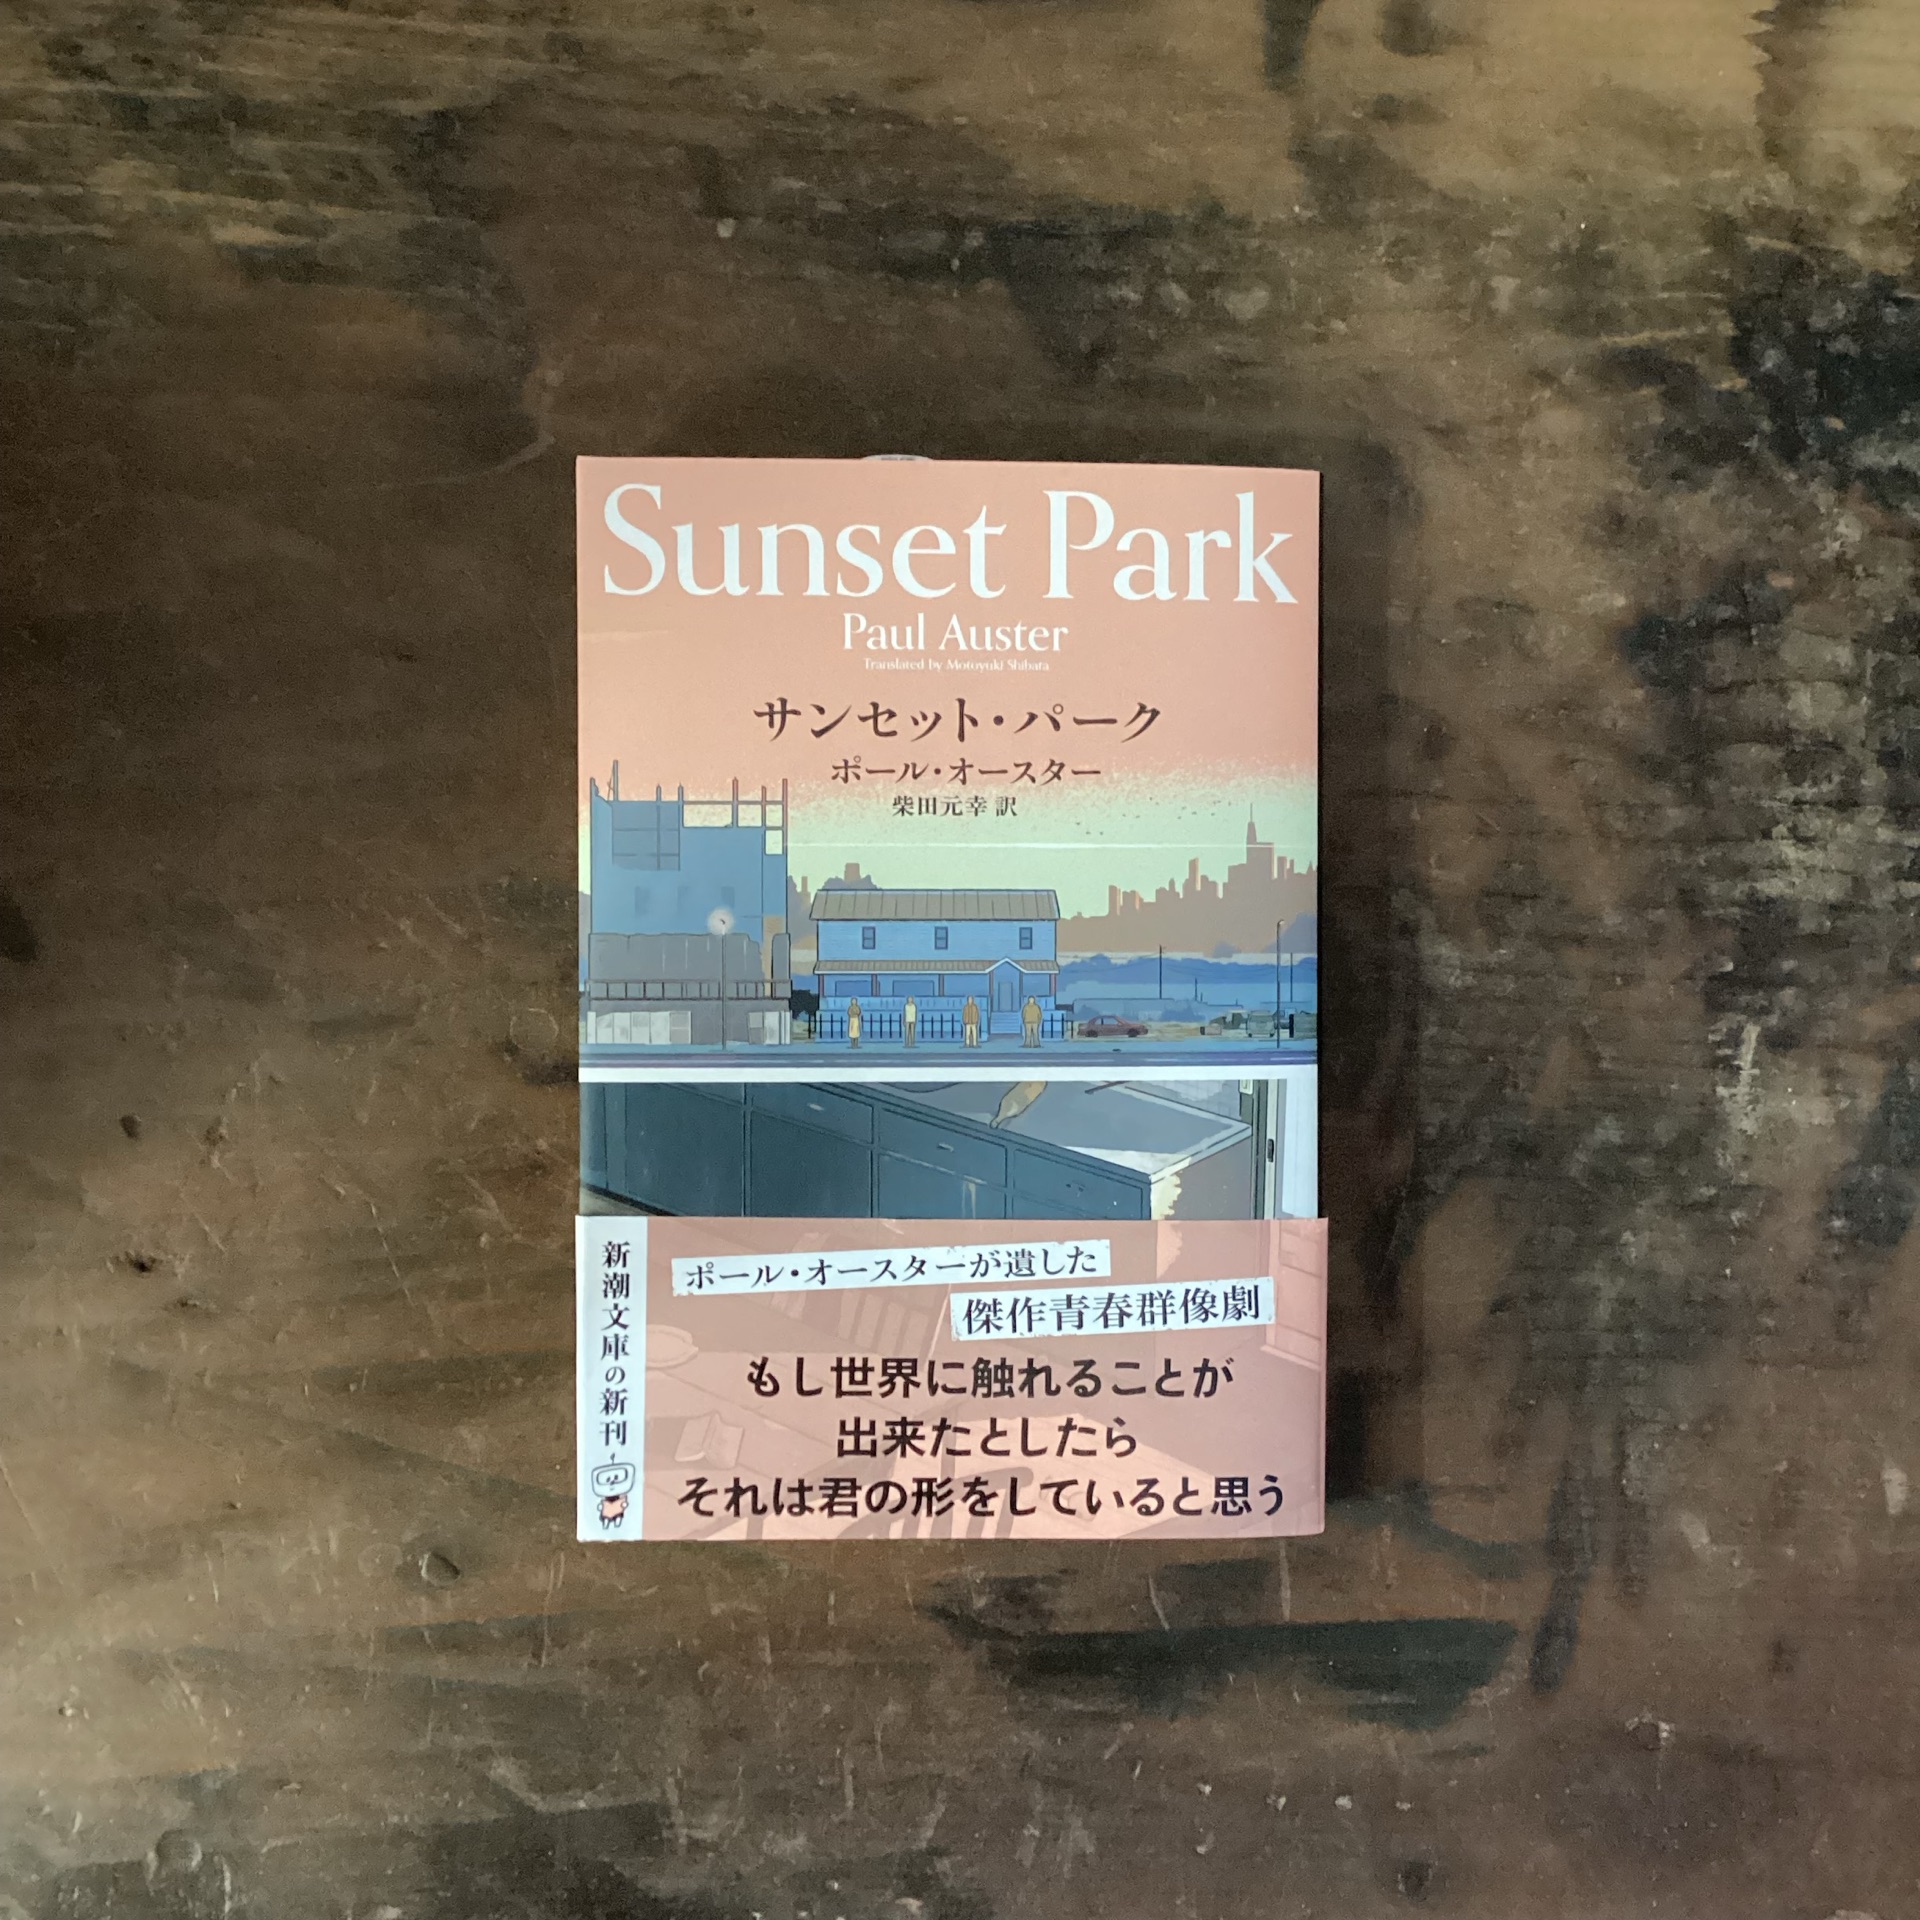 Sunset Park
Paul Auster
Translated by Motoyuki Shibata
サンセット・パーク
ポール・オースター
柴田元幸 訳
新潮文庫の新刊
ポール・オースターが遺した
傑作青春群像劇
もし世界に触れることが
出来たとしたら
それは君の形をしていると思う